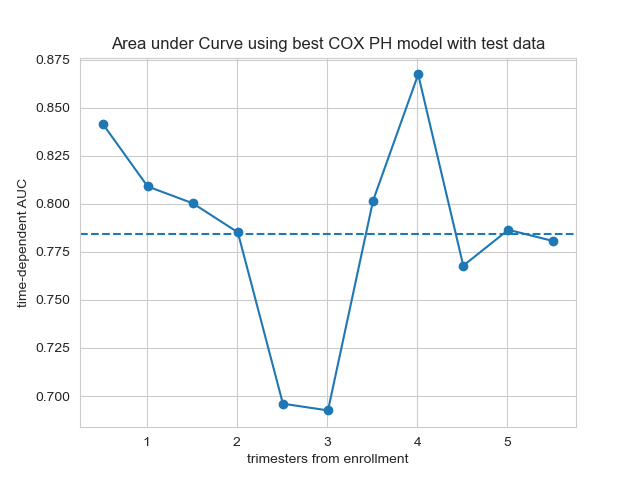 Area under Curve using best COX PH model with test data
0.875
0.850
0.825
0.800
0.775
0.750
0.725
0.700
time-dependent AUC
1 2 3 4 5
trimesters from enrollment